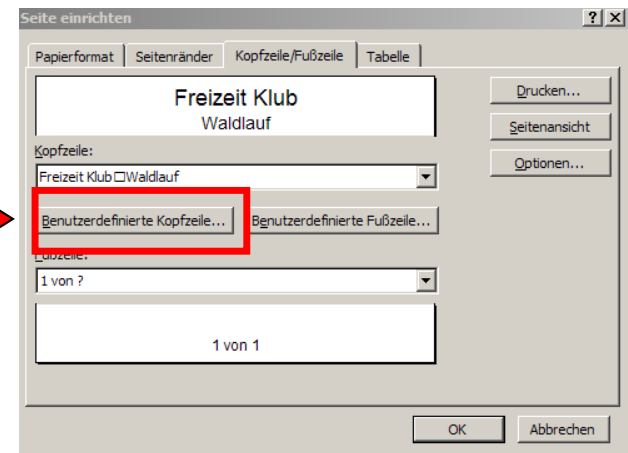 Seite einrichten
Papierformat Seitenränder Kopfzeile/Fußzeile Tabelle
Freizeit Klub
Waldlauf
Drucken...
Seitenansicht
Optionen...
Kopfzeile:
Freizeit Klub□Waldlauf
Benutzerdefinierte Kopfzeile... Benutzerdefinierte Fußzeile...
Fußzeile:
1 von ?
1 von 1
OK Abbrechen